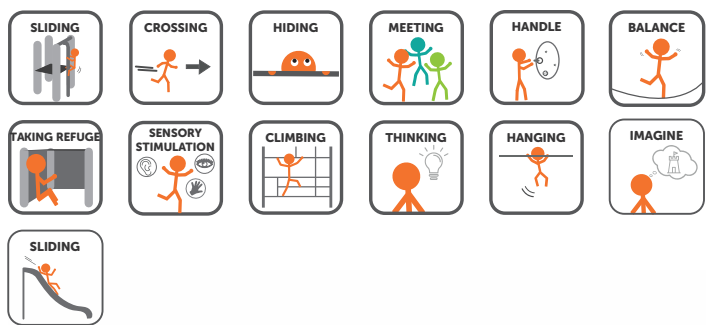 SLIDING
CROSSING
HIDING
MEETING
HANDLE
BALANCE
TAKING REFUGE
SENSORY
STIMULATION
CLIMBING
THINKING
HANGING
IMAGINE
SLIDING